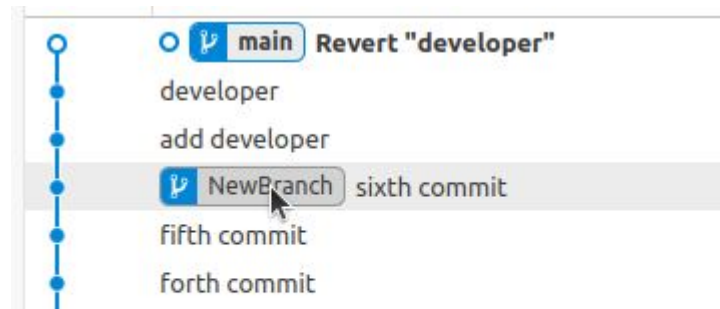 main Revert "developer"
developer
add developer
NewBranch sixth commit
fifth commit
forth commit